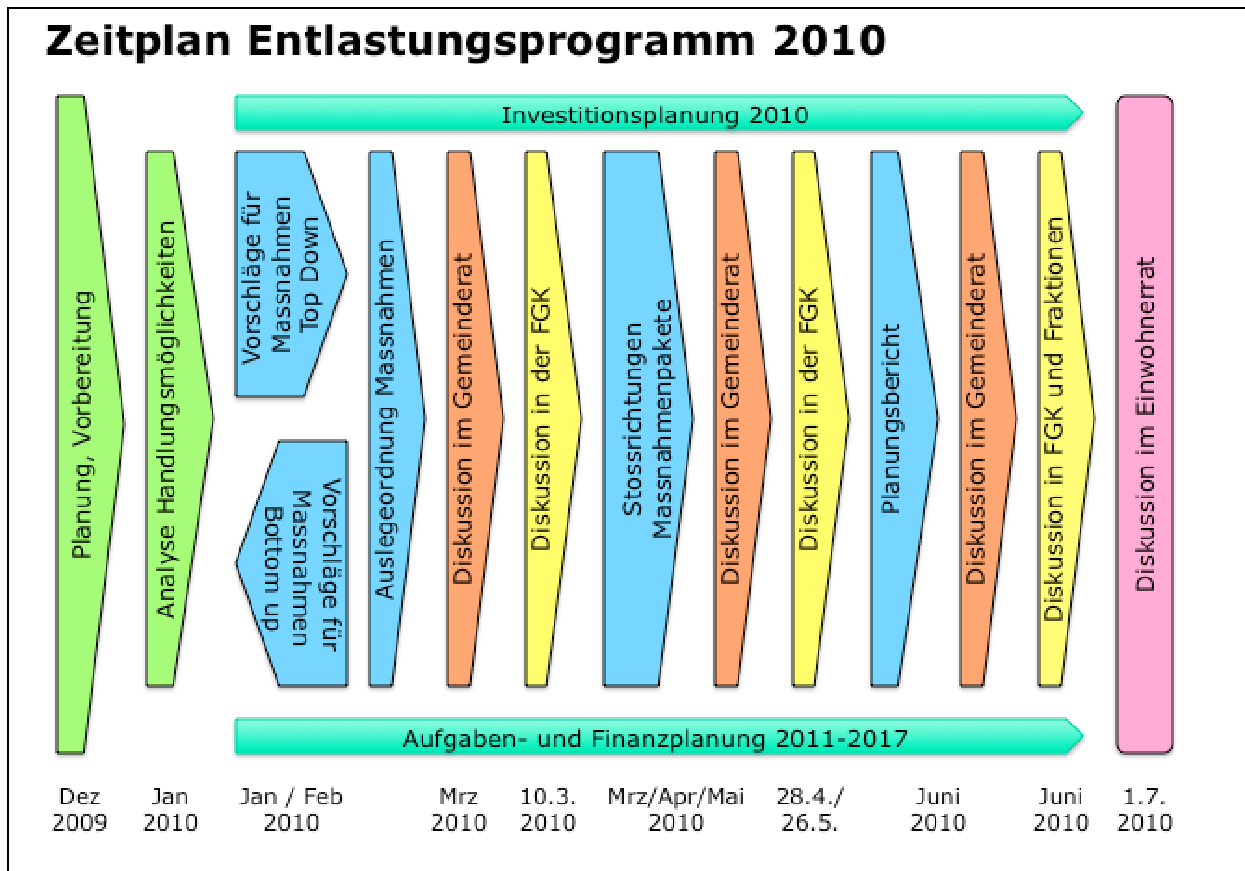 Zeitplan Entlastungsprogramm 2010
Investitionsplanung 2010
Planung, Vorbereitung
Analyse Handlungsmöglichkeiten
Vorschläge für
Massnahmen
Top Down
Vorschläge für
Massnahmen
Bottom up
Auslegeordnung Massnahmen
Diskussion im Gemeinderat
Diskussion in der FGK
Stossrichtungen
Massnahmenpakete
Diskussion im Gemeinderat
Diskussion in der FGK
Planungsbericht
Diskussion im Gemeinderat
Diskussion in FGK und Fraktionen
Diskussion im Einwohnerrat
Aufgaben- und Finanzplanung 2011-2017
Dez
2009
Jan
2010
Jan / Feb
2010
Mrz
2010
10.3.
2010
Mrz/Apr/Mai
2010
28.4./
26.5.
Juni
2010
Juni
2010
1.7.
2010